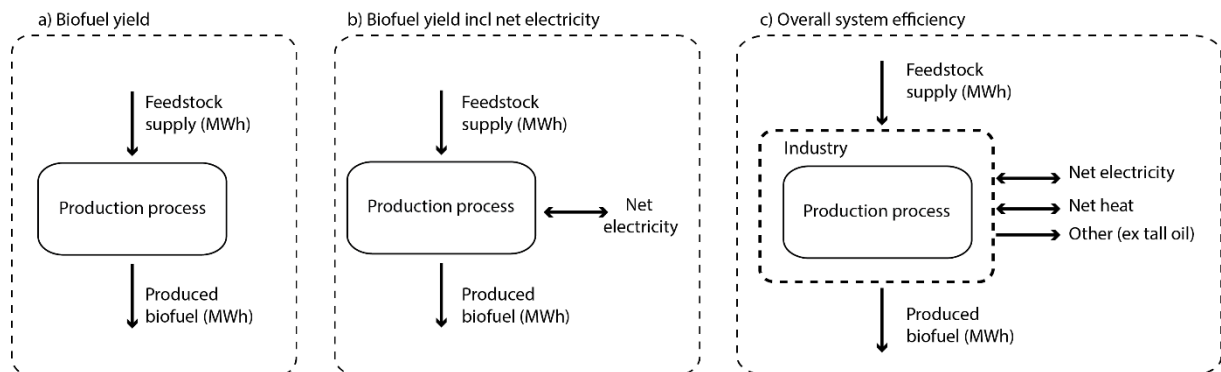 a) Biofuel yield
Feedstock
supply (MWh)
Production process
Produced
biofuel (MWh)
b) Biofuel yield incl net electricity
Feedstock
supply (MWh)
Production process
Net
electricity
Produced
biofuel (MWh)
c) Overall system efficiency
Feedstock
supply (MWh)
Industry
Production process
Net electricity
Net heat
Other (ex tall oil)
Produced
biofuel (MWh)